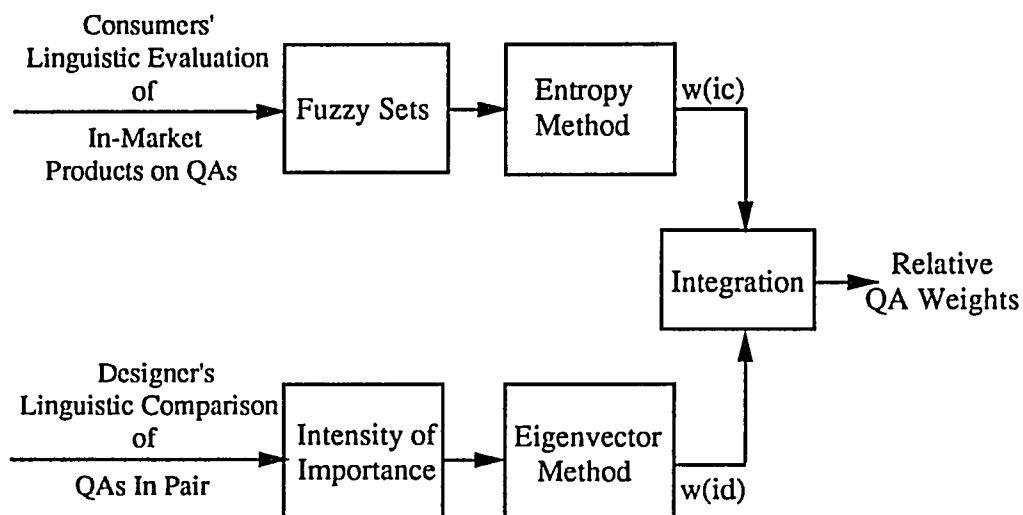 Consumers'
Linguistic Evaluation
of
In-Market
Products on QAs
Fuzzy Sets
Entropy
Method
w(ic)
Integration
Relative
QA Weights
Designer's
Linguistic Comparison
of
QAs In Pair
Intensity of
Importance
Eigenvector
Method
w(id)